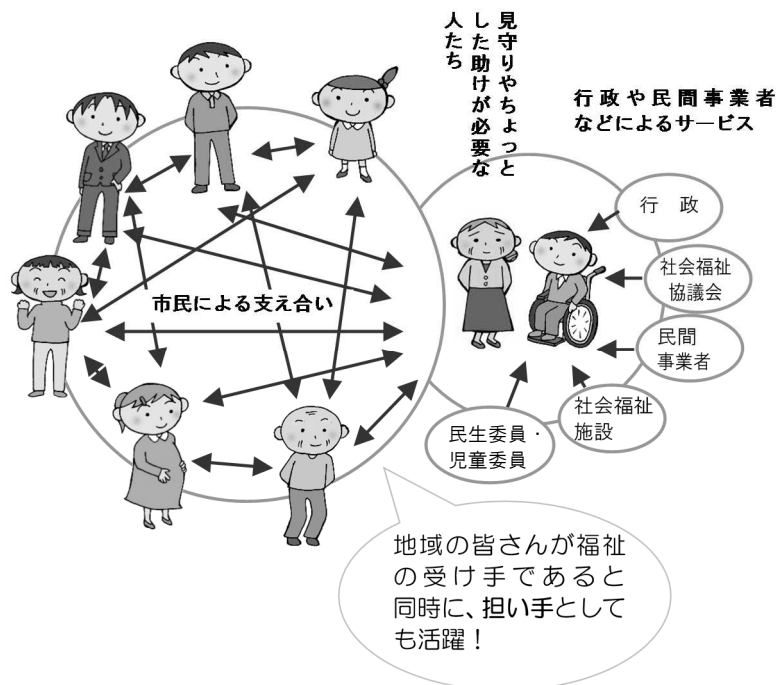 見守りやちょっと
した助けが必要な
人たち
行政や民間事業者
などによるサービス
行　政
社会福祉
協議会
民間
事業者
社会福祉
施設
民生委員・
児童委員
市民による支え合い
地域の皆さんが福祉
の受け手であると
同時に、担い手として
も活躍！